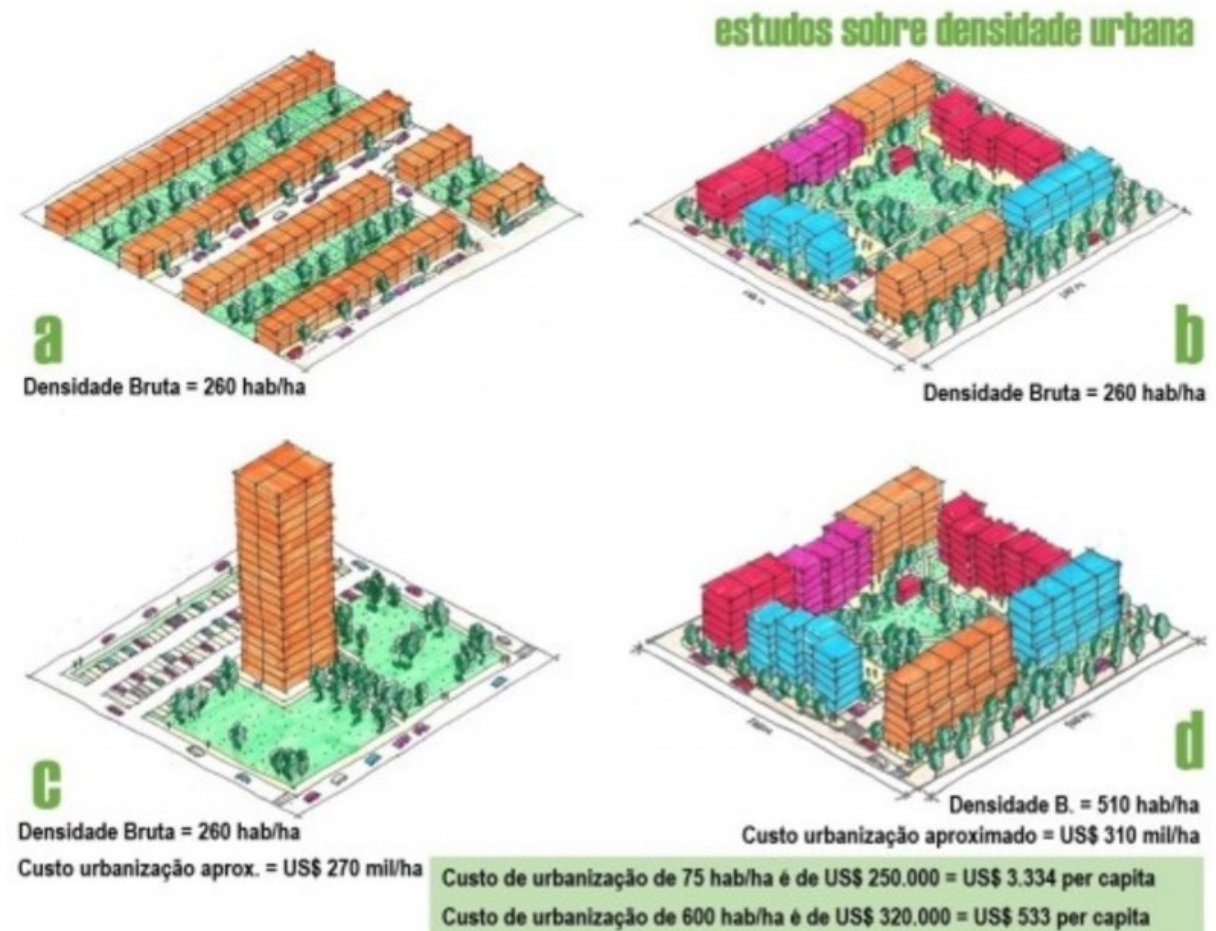 estudos sobre densidade urbana
a
Densidade Bruta = 260 hab/ha
b
Densidade Bruta = 260 hab/ha
c
Densidade Bruta = 260 hab/ha
Custo urbanização aprox. = US$ 270 mil/ha
d
Densidade B. = 510 hab/ha
Custo urbanização aproximado = US$ 310 mil/ha
Custo de urbanização de 75 hab/ha é de US$ 250.000 = US$ 3.334 per capita
Custo de urbanização de 600 hab/ha é de US$ 320.000 = US$ 533 per capita